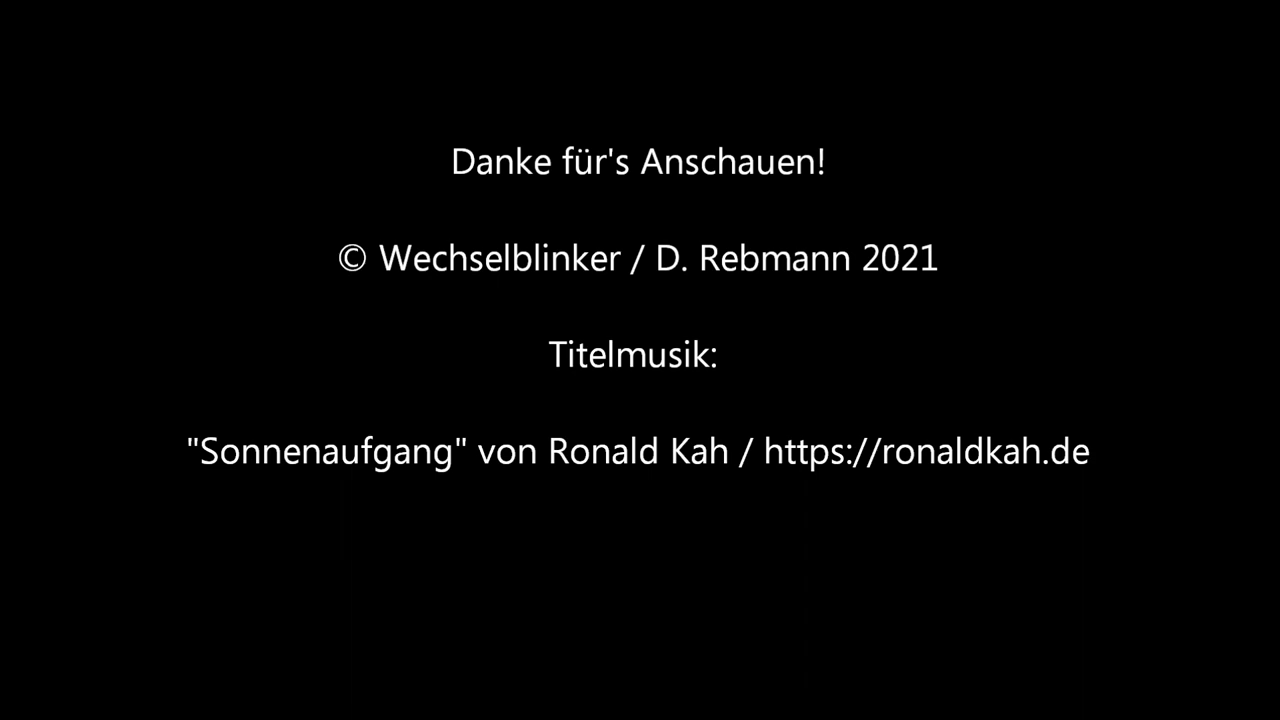 Danke für's Anschauen!
© Wechselblinker / D. Rebmann 2021
Titelmusik:
"Sonnenaufgang" von Ronald Kah / https://ronaldkah.de